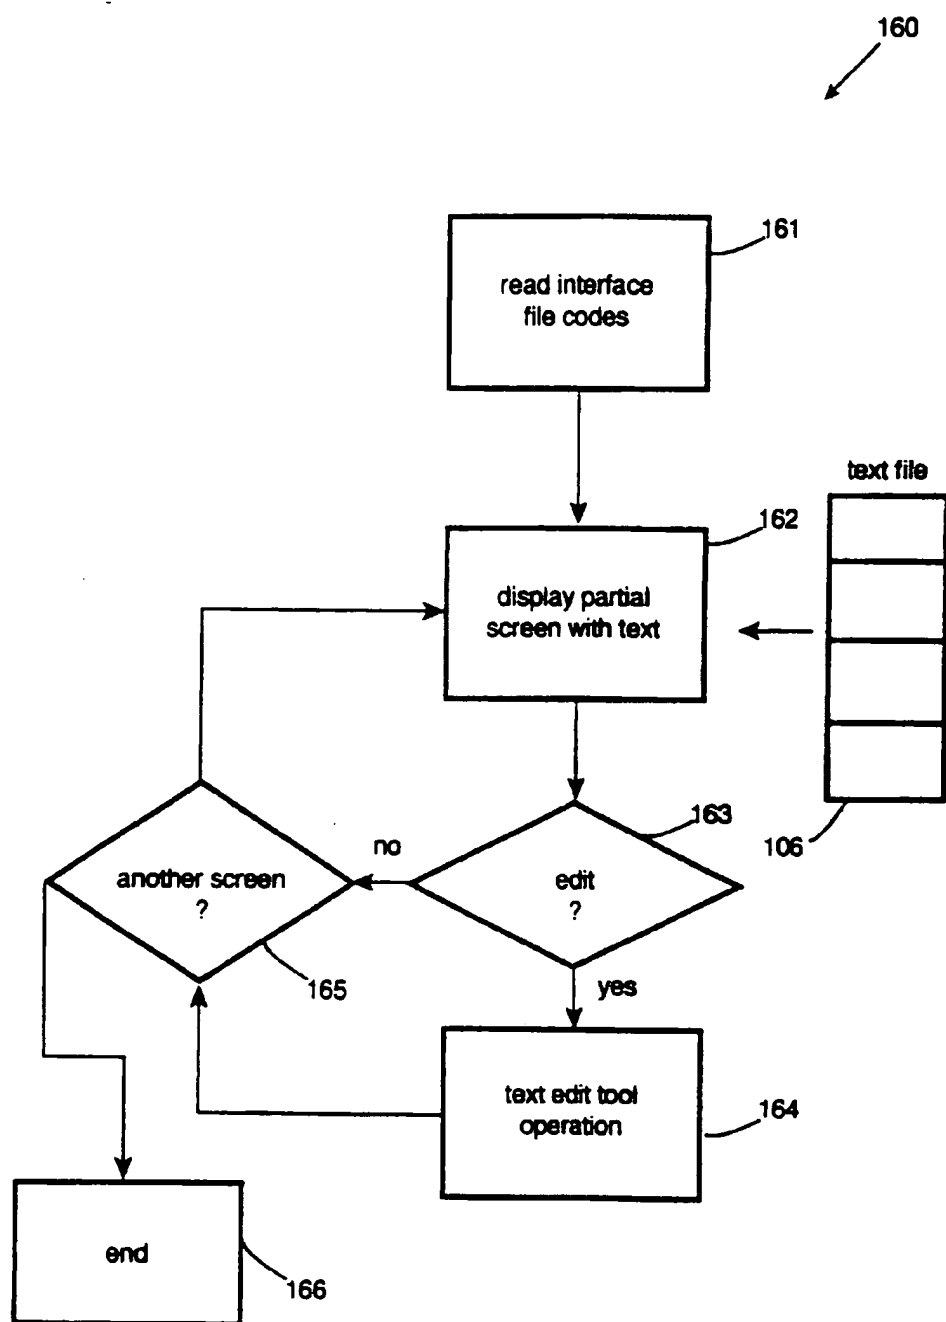 160
161
read interface
file codes
text file
162
display partial
screen with text
163
106
no
another screen
?
edit
?
165
yes
text edit tool
operation
164
end
166